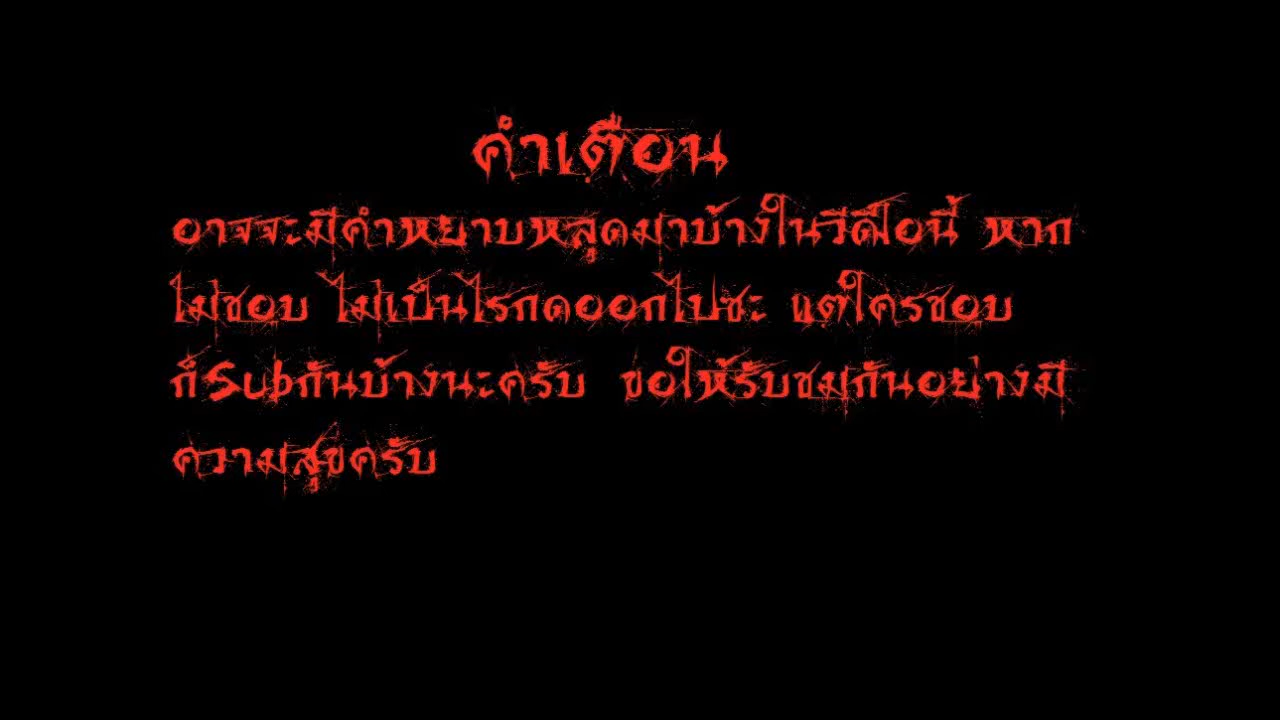 คำเตือน
อาจจะมีคำหยาบหลุดมาบ้างในวีดีโอนี้ หาก
ไม่ชอบ ไม่เป็นไรกดออกไปซะ แต่ใครชอบ
ก็Subกันบ้างนะครับ ขอให้รับชมกันอย่างมี
ความสุขครับ